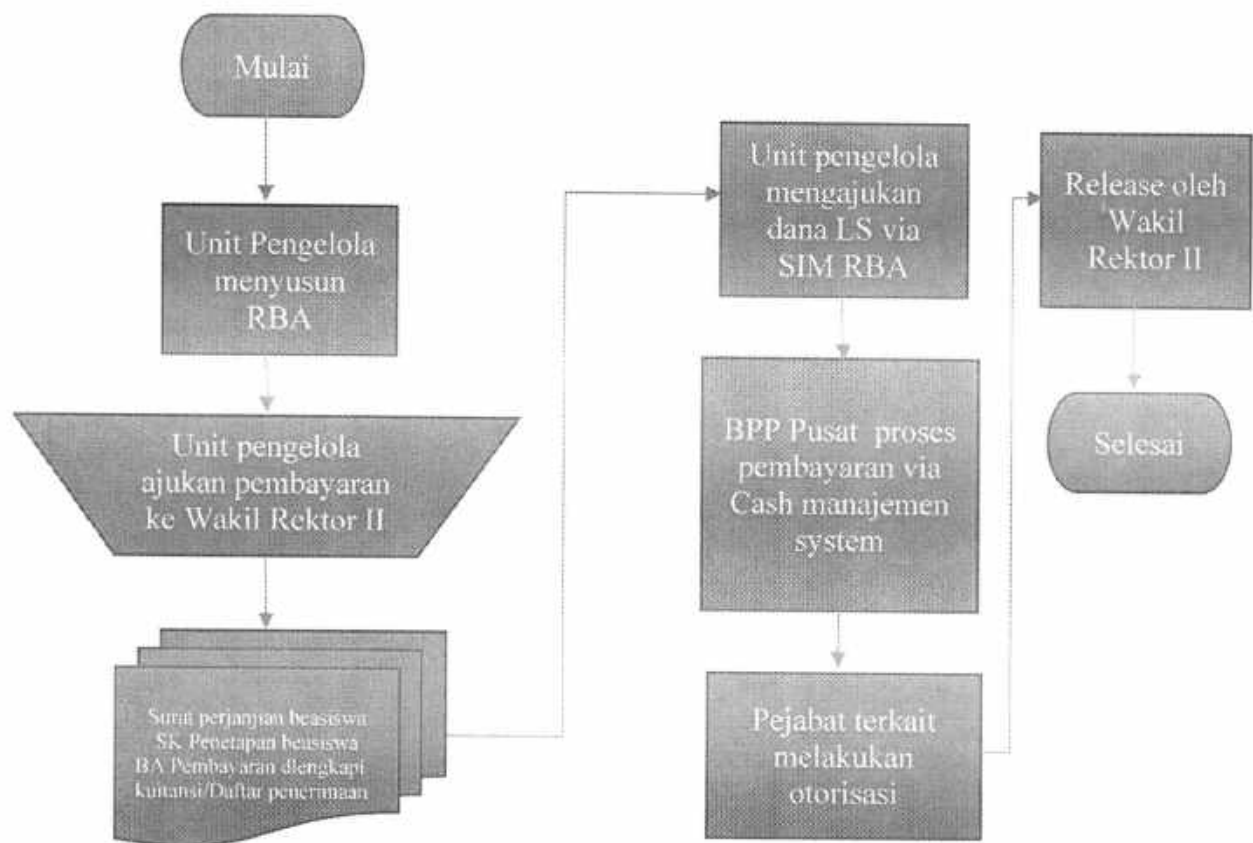 Mulai
Unit Pengelola
menyusun
RBA
Unit pengelola
ajukan pembayaran
ke Wakil Rektor II
Surat perjanjian beasiswa
SK Penetapan beasiswa
BA Pembayaran dlengkapi
kuitansi/Daftar penerimaan
Unit pengelola
mengajukan
dana LS via
SIM RBA
BPP Pusat proses
pembayaran via
Cash manajemen
system
Pejabat terkait
melakukan
otorisasi
Release oleh
Wakil
Rektor II
Selesai